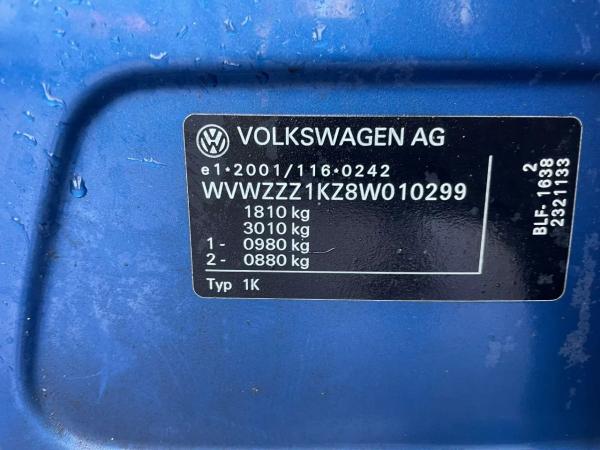 VOLKSWAGEN AG
e1*2001/116*0242
WVWZZZ1KZ8W010299
1810 kg
3010 kg
1 - 0980 kg
2 - 0880 kg
Typ 1K
2
BLF- 1638
2321133